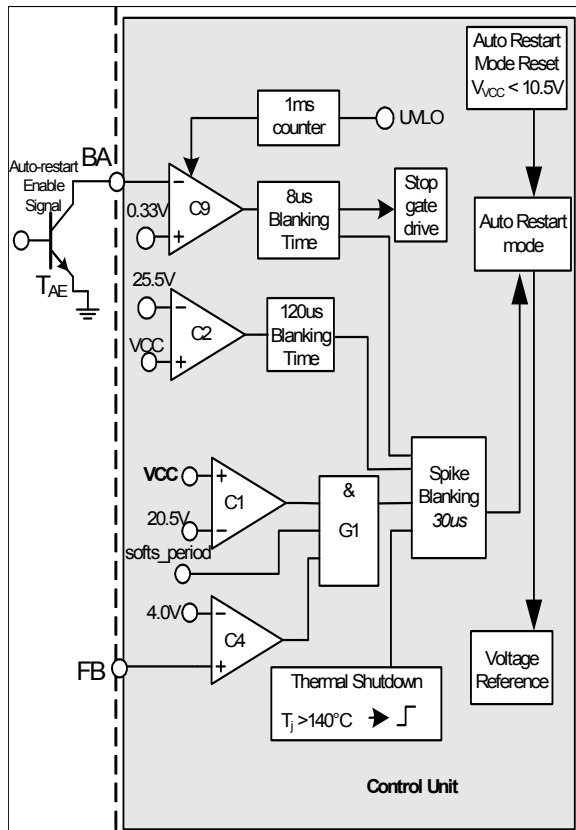 Auto Restart
Mode Reset
VVCC < 10.5V
1ms
counter
UVLO
BA
Auto-restart
Enable
Signal
TAE
0.33V
−
+
C9
8us
Blanking
Time
Stop
gate
drive
Auto Restart
mode
25.5V
−
VCC
+
C2
120us
Blanking
Time
VCC
+
20.5V
−
C1
softs_period
&
G1
Spike
Blanking
30us
4.0V
−
+
C4
FB
Thermal Shutdown
Tj >140°C
Voltage
Reference
Control Unit